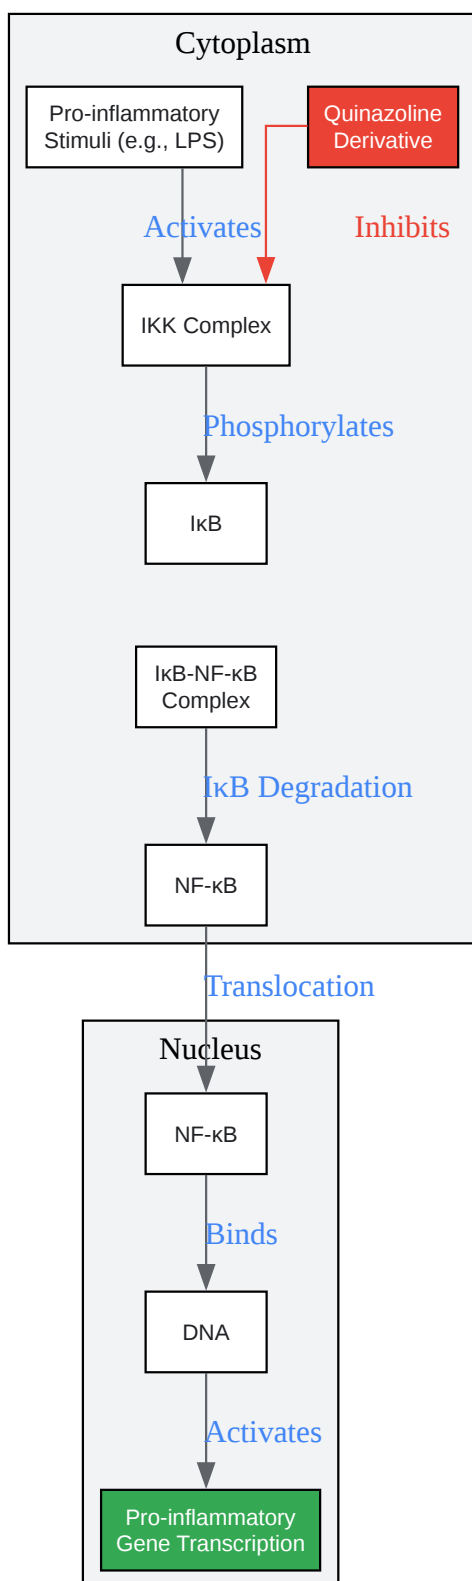 Cytoplasm
Pro-inflammatory
Stimuli (e.g., LPS)
Quinazoline
Derivative
Activates
Inhibits
IKK Complex
Phosphorylates
IκB
IκB-NF-κB
Complex
IκB Degradation
NF-κB
Translocation
Nucleus
NF-κB
Binds
DNA
Activates
Pro-inflammatory
Gene Transcription